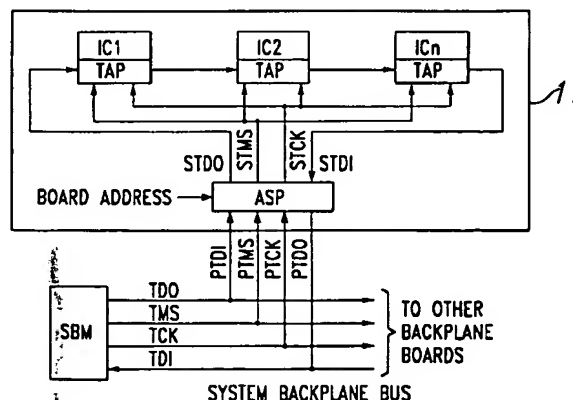 IC1
TAP
IC2
TAP
ICn
TAP
1
STDO
STMS
STCK
STDI
BOARD ADDRESS
ASP
PTDI
PTMS
PTCK
PTDO
SBM
TDO
TMS
TCK
TDI
TO OTHER
BACKPLANE
BOARDS
SYSTEM BACKPLANE BUS